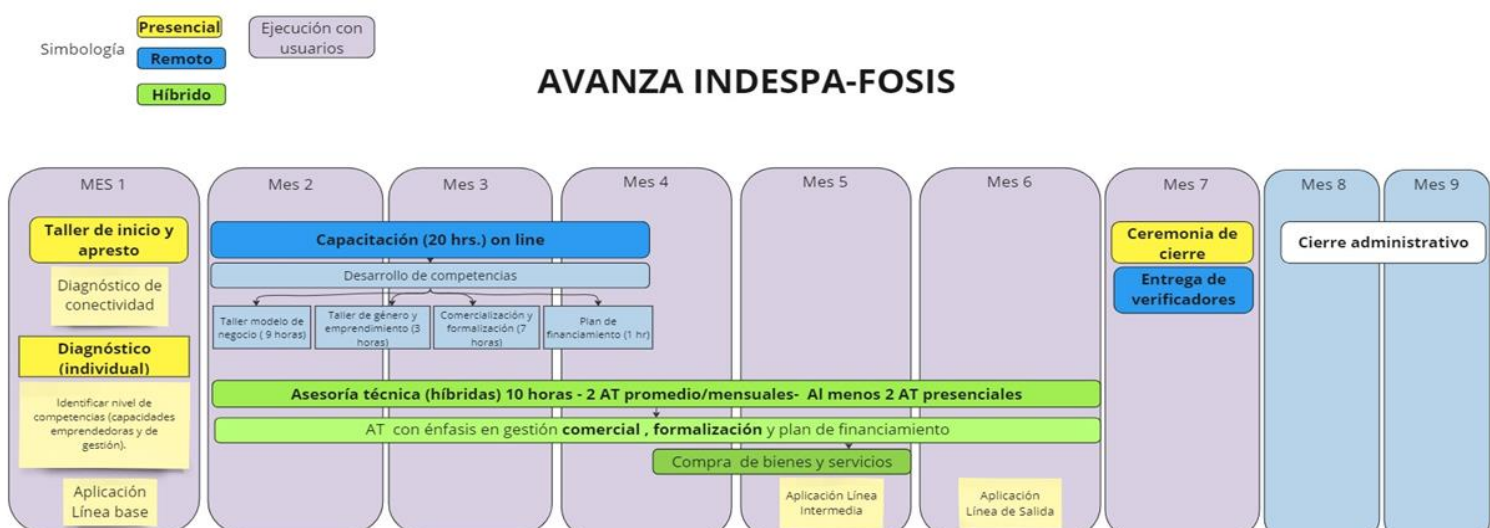 Simbología
Presencial
Remoto
Híbrido
Ejecución con
usuarios
AVANZA INDESPA-FOSIS
MES 1
Mes 2
Mes 3
Mes 4
Mes 5
Mes 6
Mes 7
Mes 8
Mes 9
Taller de inicio y
apresto
Diagnóstico de
conectividad
Diagnóstico
(individual)
Identificar nivel de
competencias (capacidades
emprendedoras y de
gestión).
Aplicación
Línea base
Capacitación (20 hrs.) on line
Desarrollo de competencias
Taller modelo de
negocio ( 9 horas)
Taller de género y
emprendimiento (3
horas)
Comercialización y
formalización (7
horas)
Plan de
financiamiento (1 hr)
Asesoría técnica (híbridas) 10 horas - 2 AT promedio/mensuales- Al menos 2 AT presenciales
AT con énfasis en gestión comercial , formalización y plan de financiamiento
Compra de bienes y servicios
Aplicación Línea
Intermedia
Aplicación
Línea de Salida
Ceremonia de
cierre
Entrega de
verificadores
Cierre administrativo